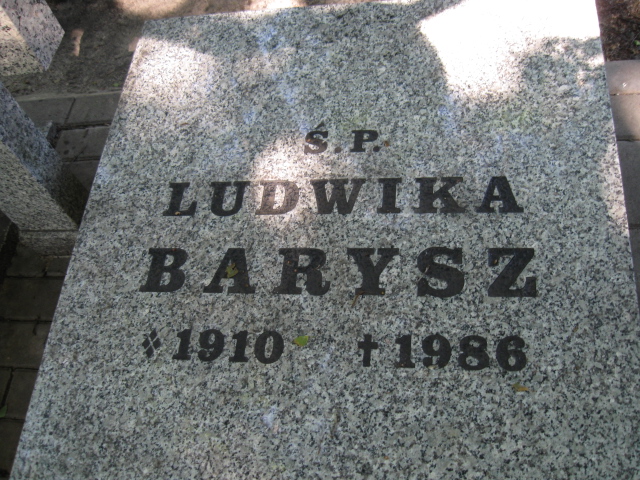 Ś.P.
LUDWIKA
BARYSZ
* 1910 † 1986